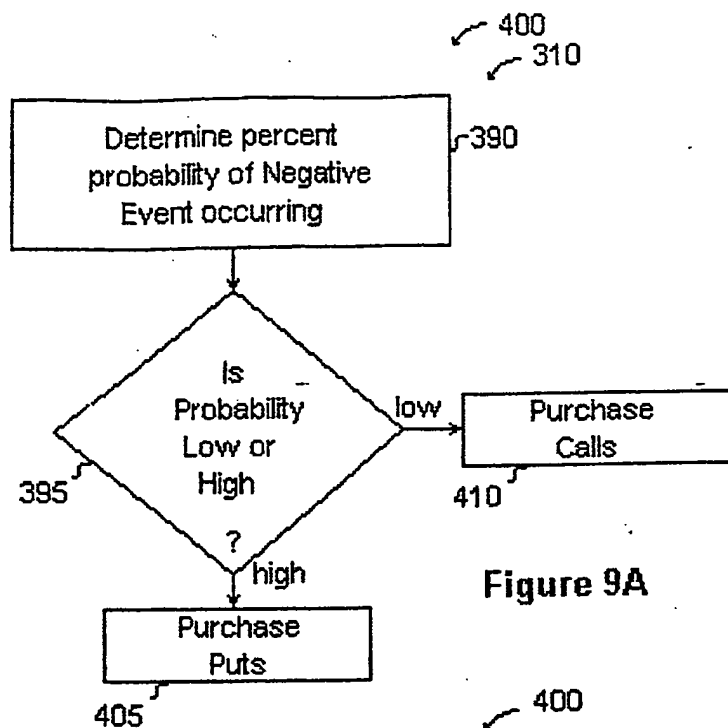 400
310
Determine percent
probability of Negative
Event occurring
390
Is
Probability
Low or
High
?
395
low
Purchase
Calls
410
high
Purchase
Puts
405
Figure 9A
400